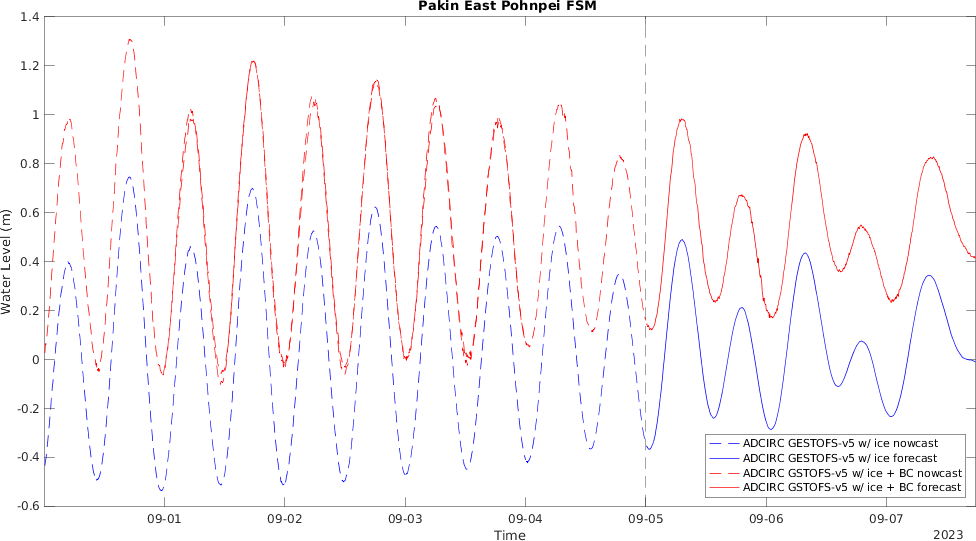 Pakin East Pohnpei FSM
1.4
1.2
1
0.8
0.6
0.4
0.2
0
-0.2
-0.4
-0.6
Water Level (m)
09-01 09-02 09-03 09-04 09-05 09-06 09-07
Time
2023
ADCIRC GESTOFS-v5 w/ ice nowcast
ADCIRC GESTOFS-v5 w/ ice forecast
ADCIRC GSTOFS-v5 w/ ice + BC nowcast
ADCIRC GSTOFS-v5 w/ ice + BC forecast